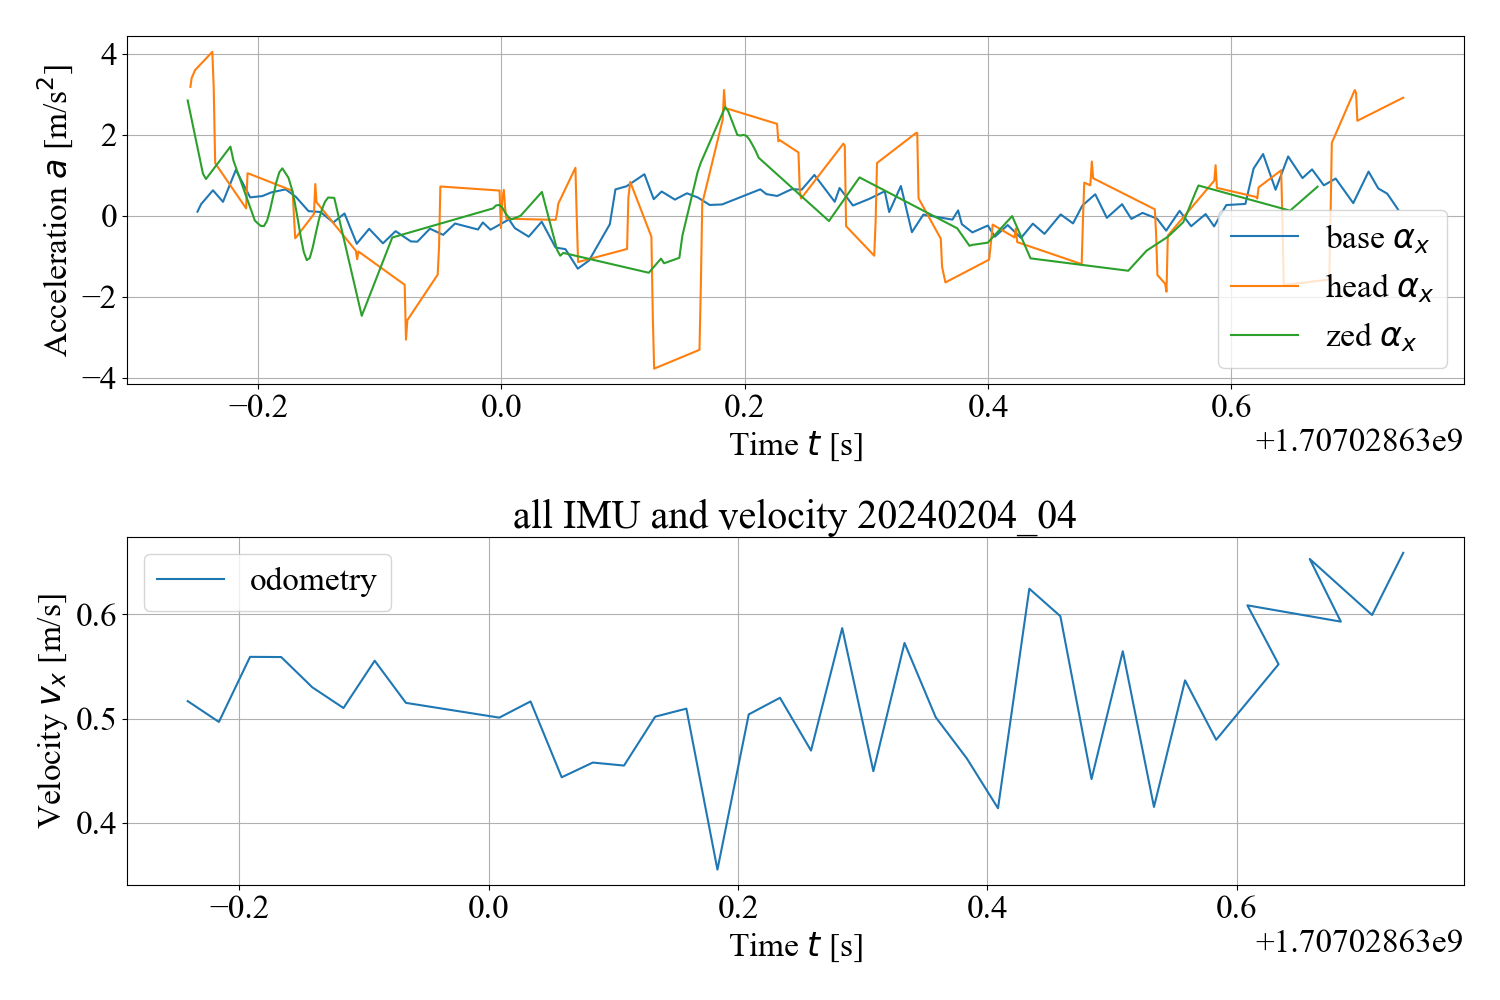 4
2
0
−2
−4
Acceleration a [m/s²]
base αₓ
head αₓ
zed αₓ
−0.2 0.0 0.2 0.4 0.6
Time t [s]
+1.70702863e9
all IMU and velocity 20240204_04
odometry
0.6
0.5
0.4
Velocity vₓ [m/s]
−0.2 0.0 0.2 0.4 0.6
Time t [s]
+1.70702863e9